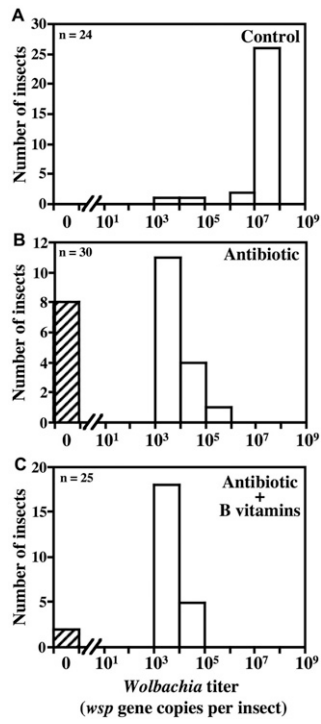 A
n = 24
Control
Number of insects
30
25
20
15
10
5
0
0 10¹ 10³ 10⁵ 10⁷ 10⁹
B
n = 30
Antibiotic
Number of insects
12
10
8
6
4
2
0
0 10¹ 10³ 10⁵ 10⁷ 10⁹
C
n = 25
Antibiotic
+
B vitamins
Number of insects
20
15
10
5
0
0 10¹ 10³ 10⁵ 10⁷ 10⁹
Wolbachia titer
(wsp gene copies per insect)